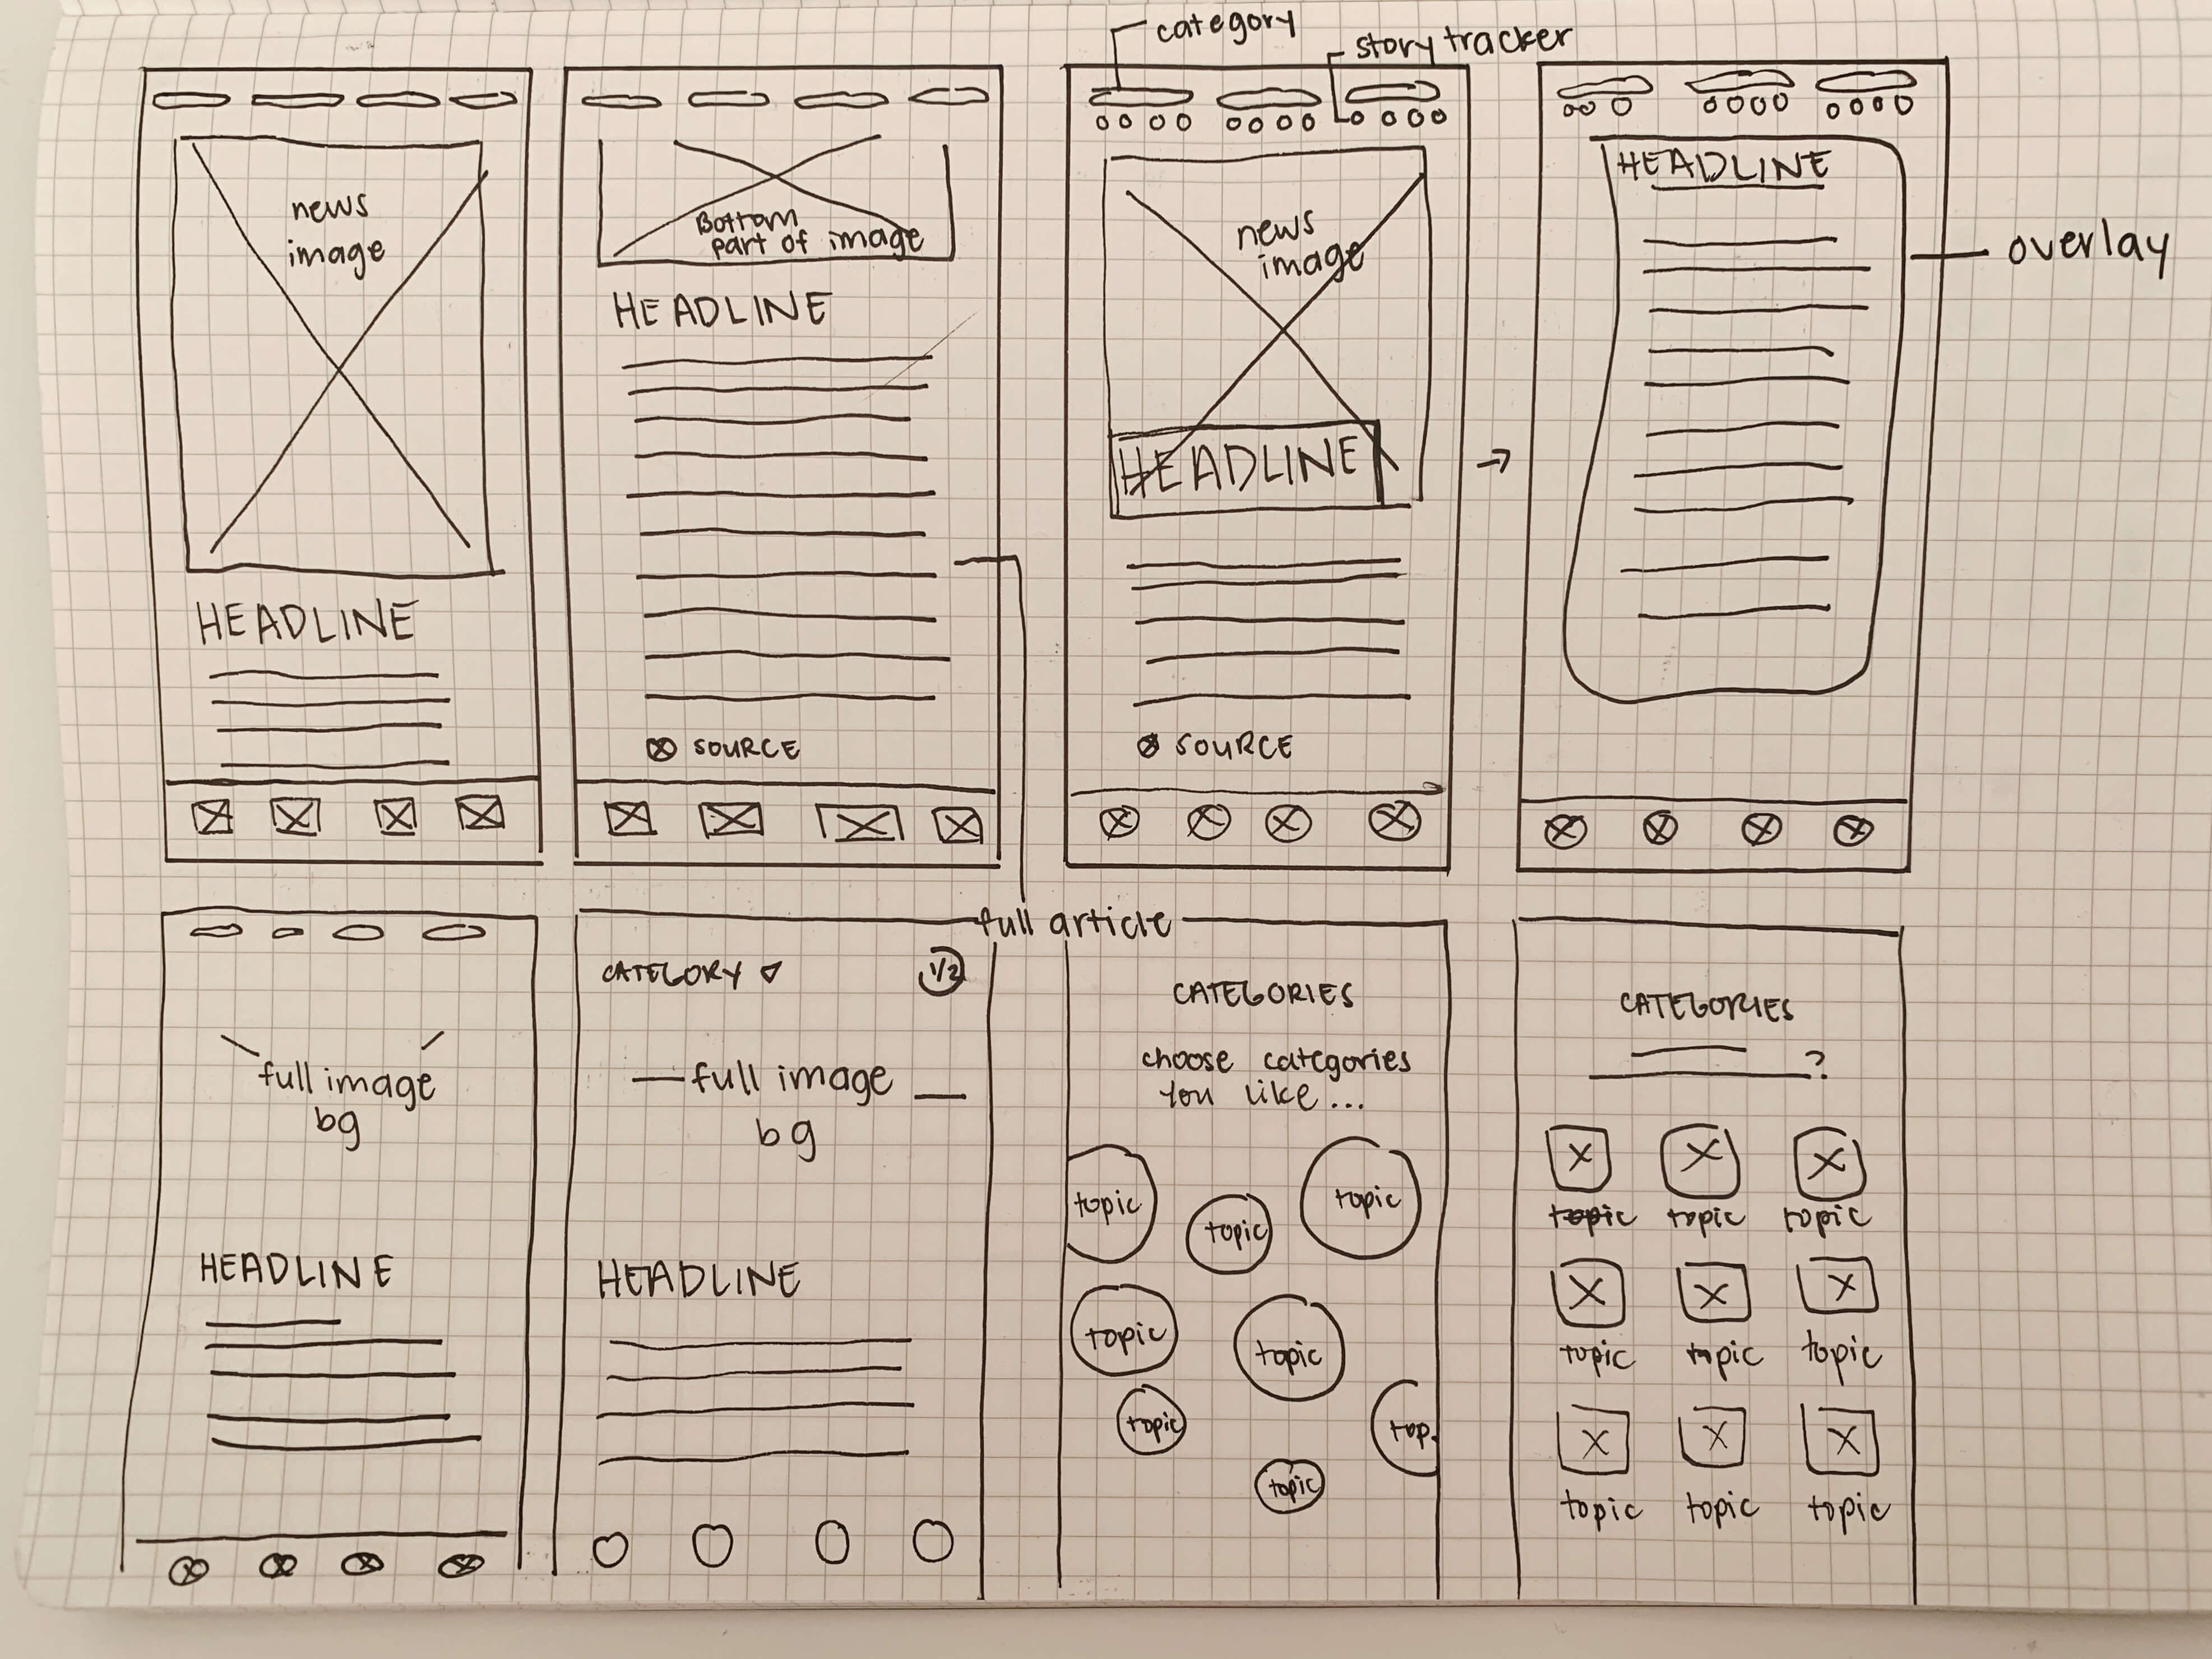 category
story tracker
news
image
HEADLINE
Bottom
part of image
HEADLINE
SOURCE
news
image
HEADLINE
SOURCE
HEADLINE
overlay
full article
full image
bg
HEADLINE
CATEGORY
1/2
full image
bg
HEADLINE
CATEGORIES
choose categories
you like...
topic
topic
topic
topic
topic
topic
top
topic
CATEGORIES
?
topic topic topic
topic topic topic
topic topic topic